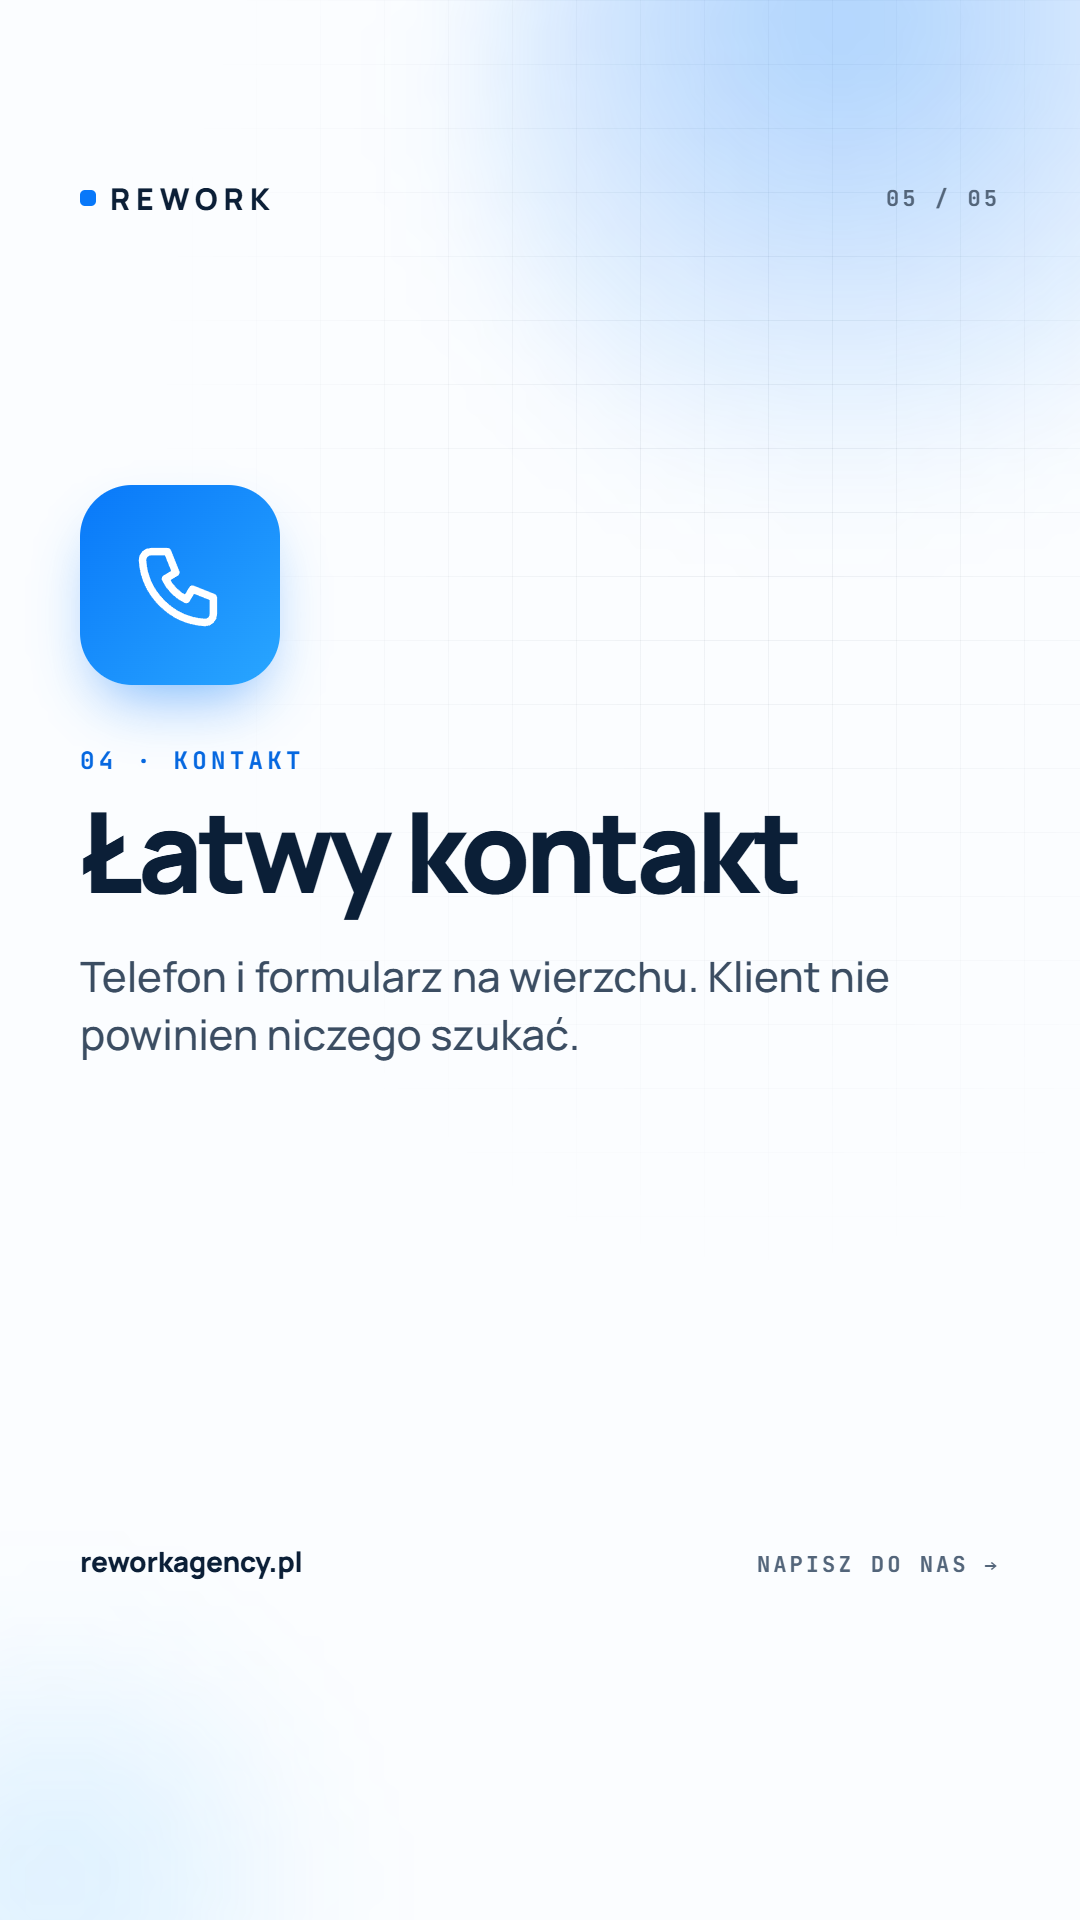 REWORK
05 / 05
04 · KONTAKT
Łatwy kontakt
Telefon i formularz na wierzchu. Klient nie
powinien niczego szukać.
reworkagency.pl
NAPISZ DO NAS →